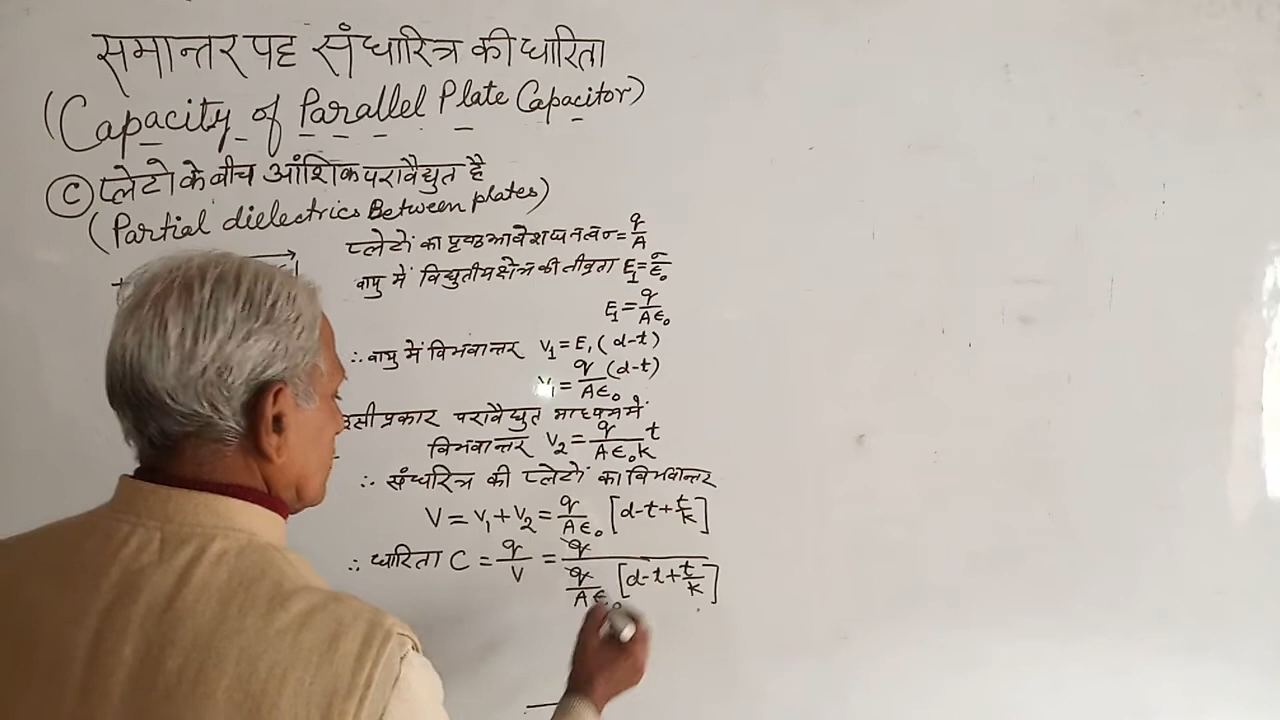 समान्तर पट्ट संधारित्र की धारिता
(Capacity of Parallel Plate Capacitor)
C प्लेटो के बीच आंशिक परावैद्युत है
(Partial dielectrics Between plates)
प्लेटों का पृष्ठ आवेश घनत्व = q/A
वायु में विद्युतीय क्षेत्र की तीव्रता E₁ = σ/ε₀
E₁ = q/Aε₀
∴ वायु में विभवान्तर V₁ = E₁ (d-t)
V₁ = q/Aε₀ (d-t)
इसी प्रकार परावैद्युत माध्यम में
विभवान्तर V₂ = q/Aε₀k t
∴ संधारित्र की प्लेटों का विभवान्तर
V = V₁ + V₂ = q/Aε₀ [d-t+t/k]
∴ धारिता C = q/V = q / q/Aε₀ [d-t+t/k]